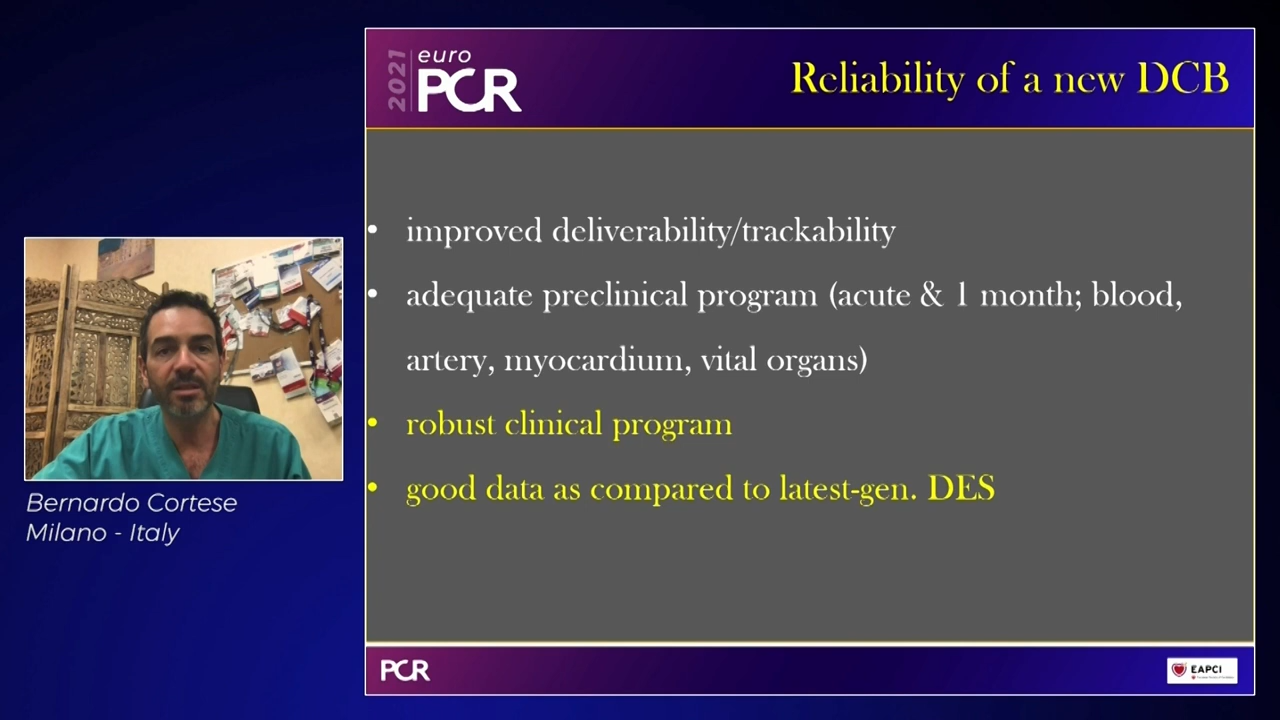 2021
euro
PCR
Reliability of a new DCB
• improved deliverability/trackability
• adequate preclinical program (acute & 1 month; blood,
artery, myocardium, vital organs)
• robust clinical program
• good data as compared to latest-gen. DES
Bernardo Cortese
Milano - Italy
PCR
EAPCI